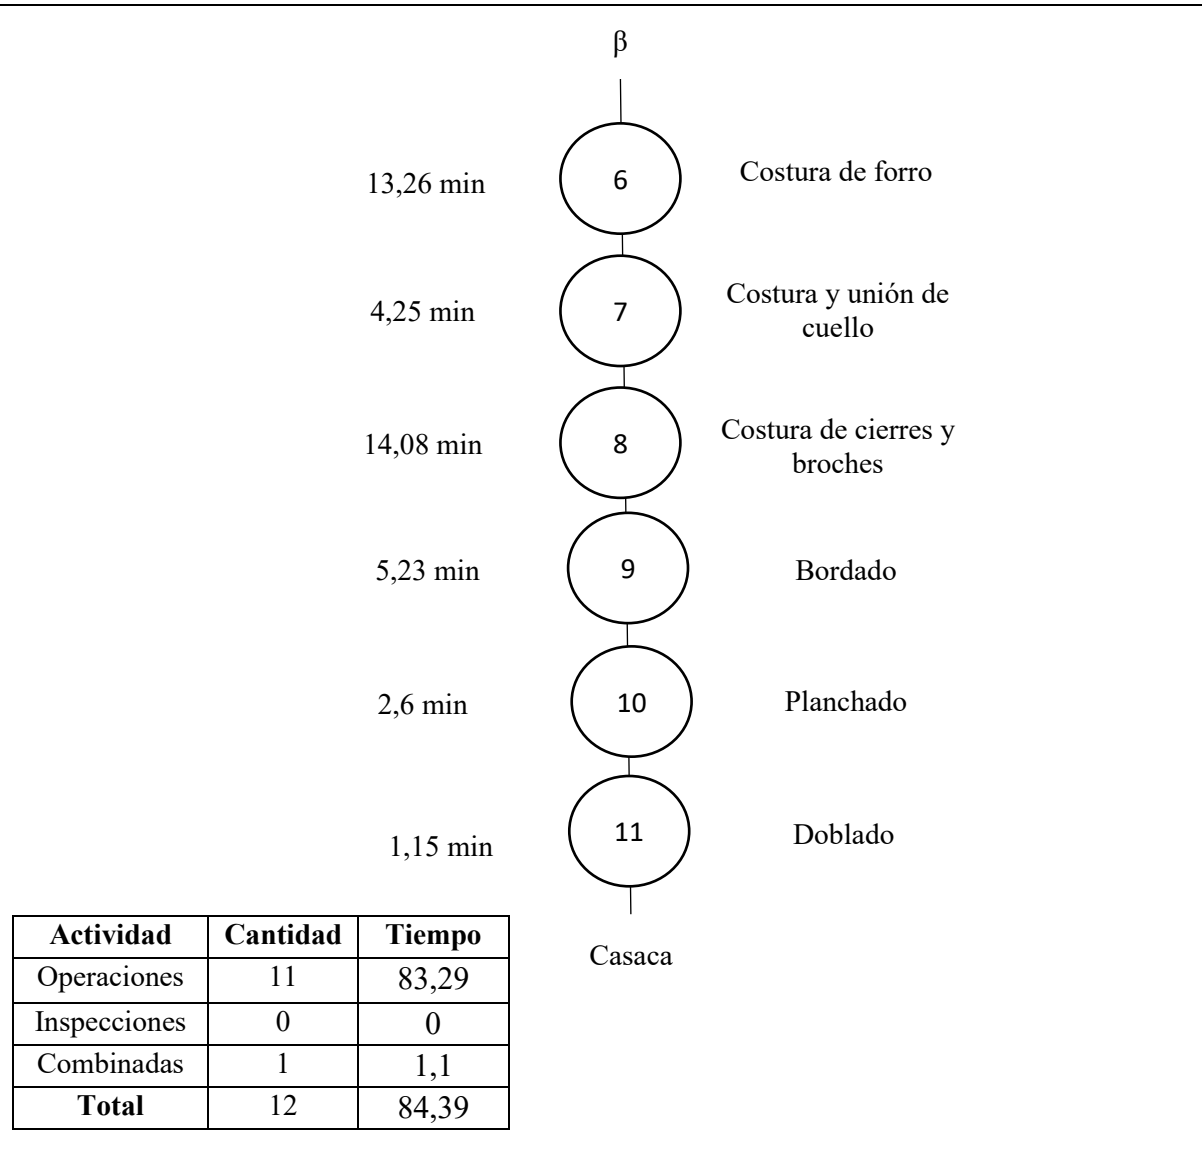 β
13,26 min
6
Costura de forro
4,25 min
7
Costura y unión de
cuello
14,08 min
8
Costura de cierres y
broches
5,23 min
9
Bordado
2,6 min
10
Planchado
1,15 min
11
Doblado
Casaca
Actividad Cantidad Tiempo
Operaciones 11 83,29
Inspecciones 0 0
Combinadas 1 1,1
Total 12 84,39